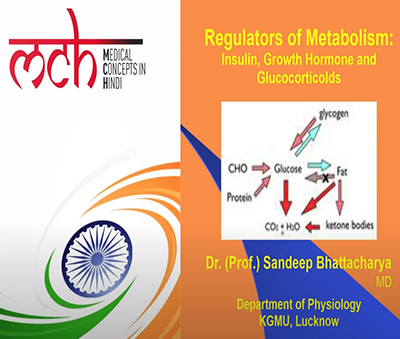 mch
MEDICAL
CONCEPTS IN
HINDI
Regulators of Metabolism:
Insulin, Growth Hormone and
Glucocorticolds
glycogen
CHO
Glucose
Fat
x
Protein
CO₂ + H₂O
ketone bodies
Dr. (Prof.) Sandeep Bhattacharya
MD
Department of Physiology
KGMU, Lucknow